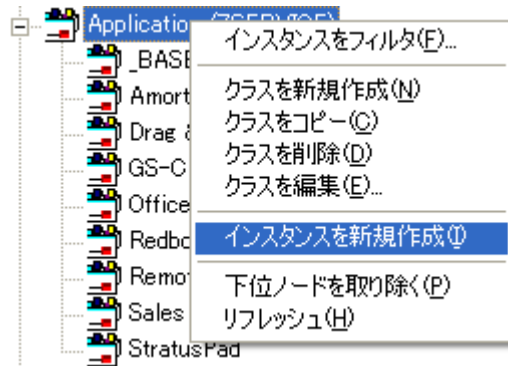 Application (ZSERVICE)
_BASE
Amort
Drag &
GS-C
Office
Redbo
Remo
Sales
StratusPad
インスタンスをフィルタ(F)...
クラスを新規作成(N)
クラスをコピー(C)
クラスを削除(D)
クラスを編集(E)...
インスタンスを新規作成(I)
下位ノードを取り除く(P)
リフレッシュ(H)